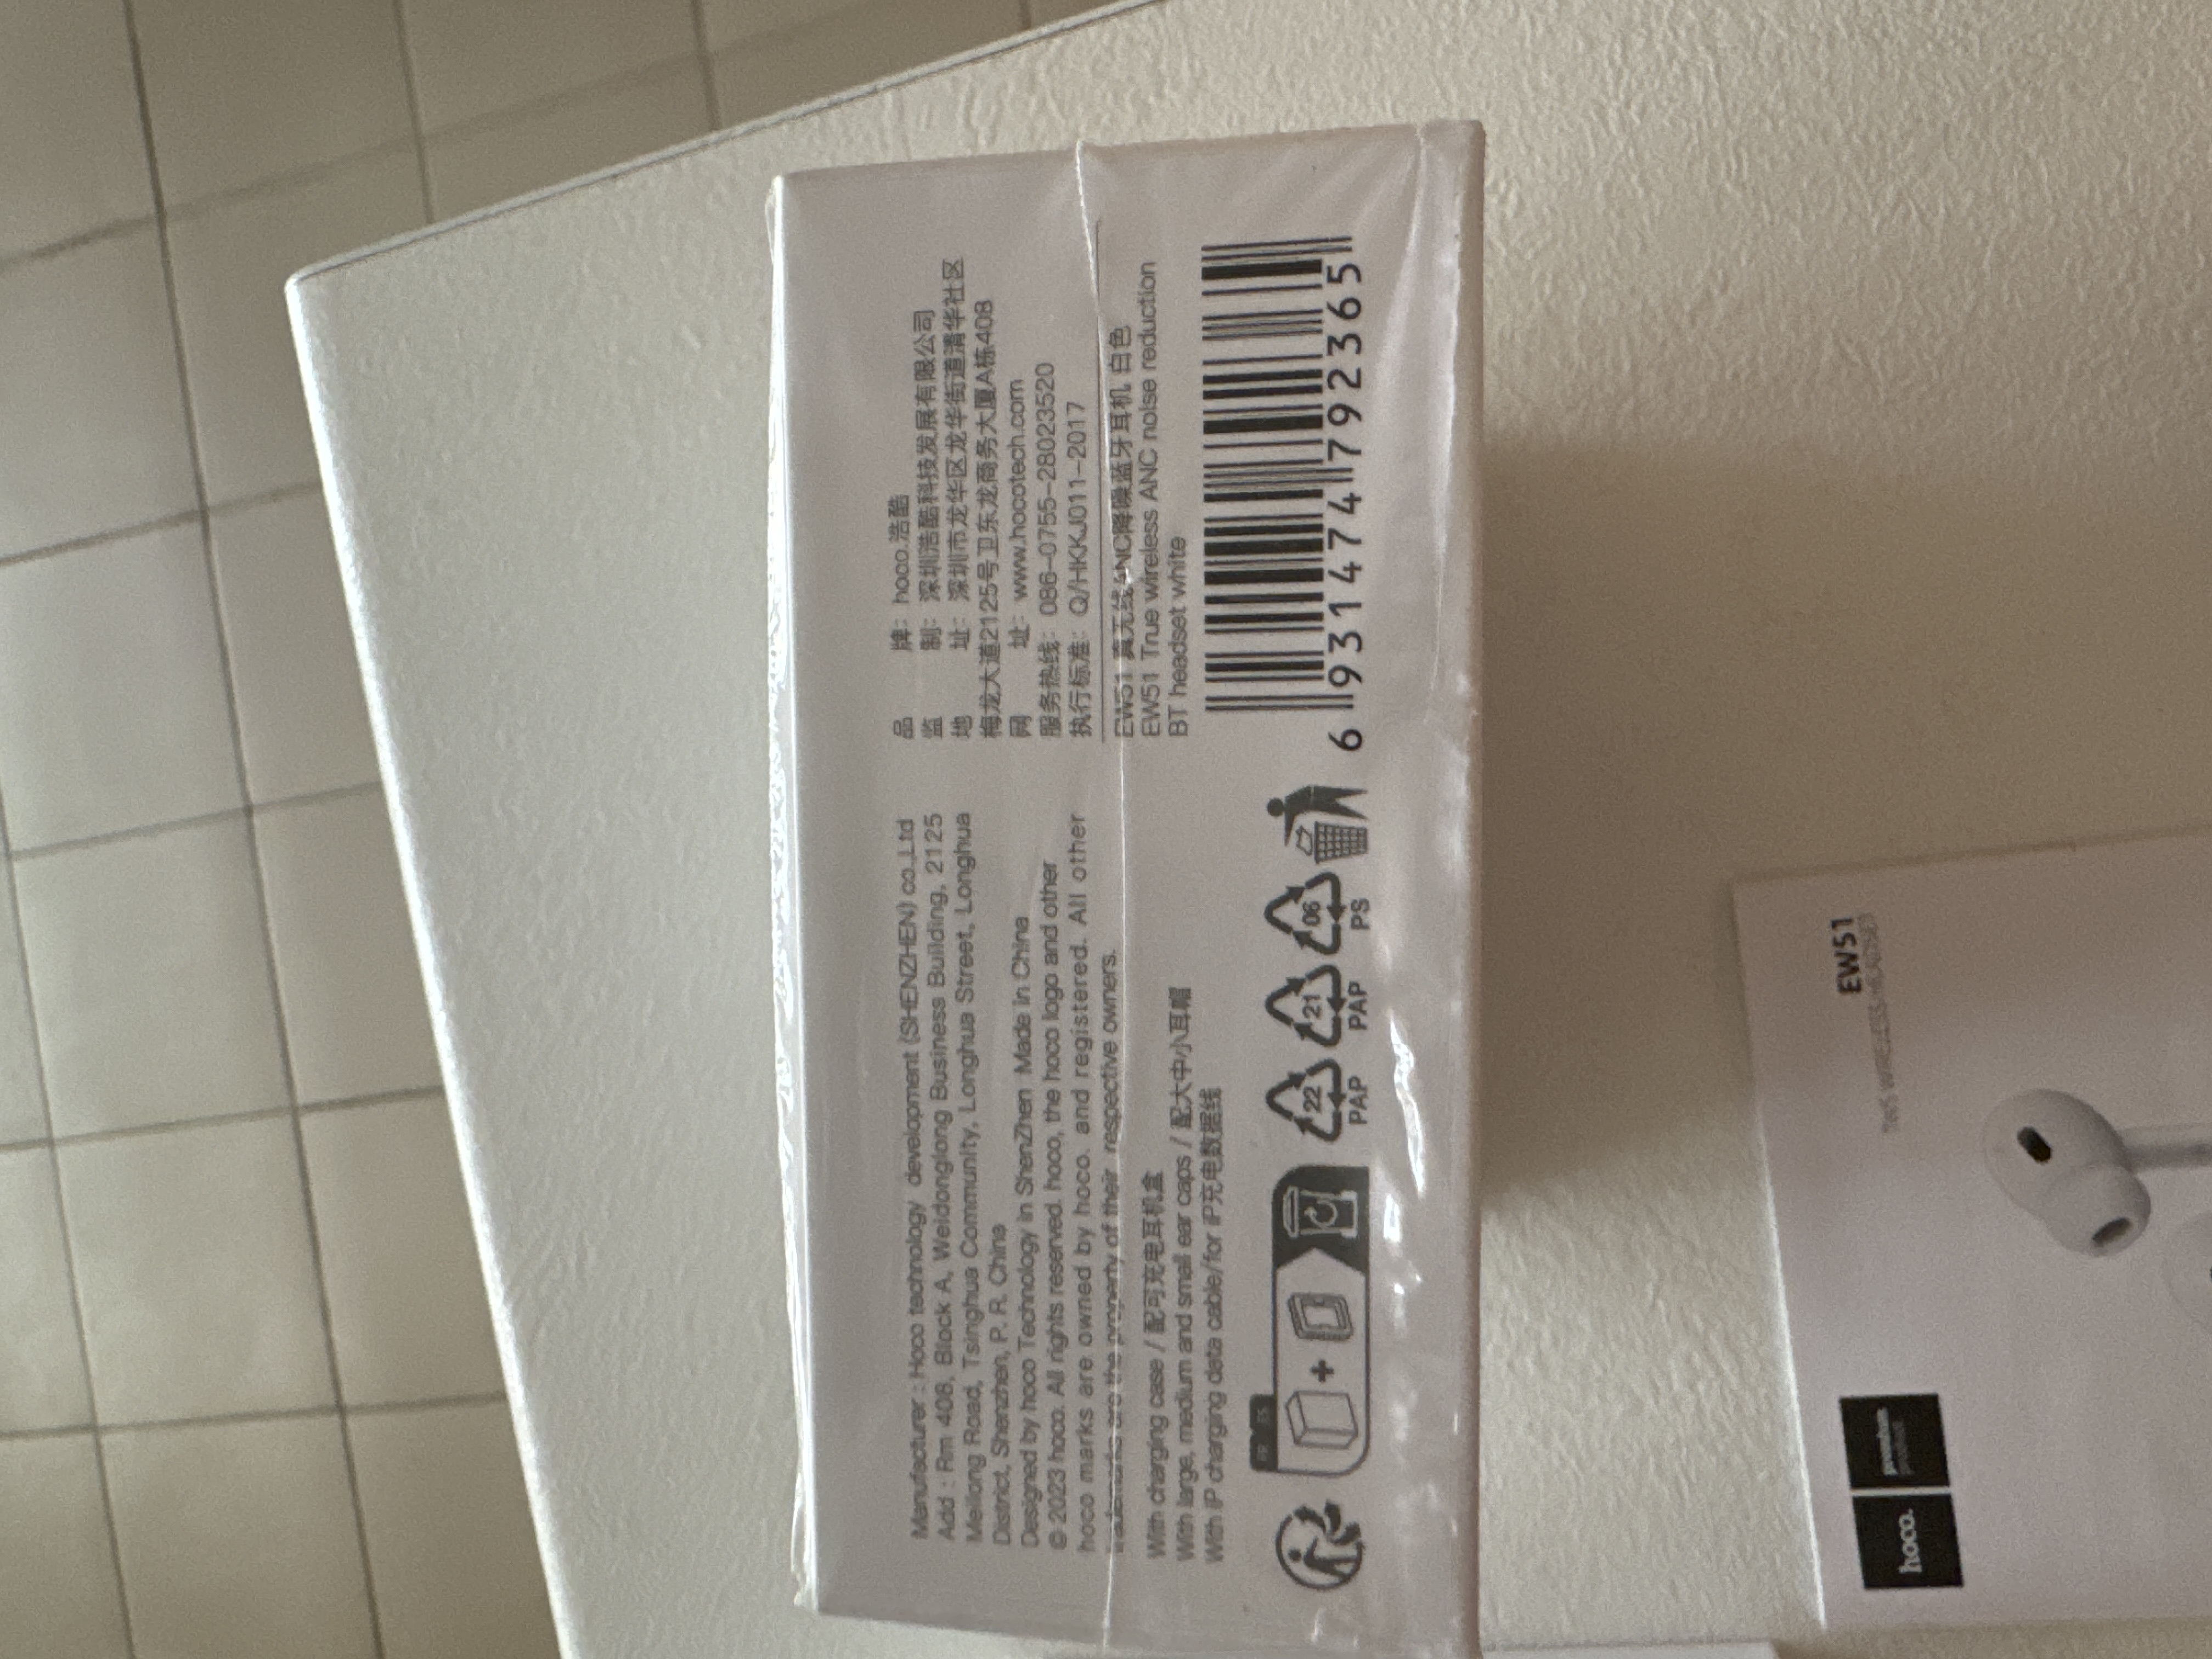 Manufacturer : Hoco technology development (SHENZHEN) co.,Ltd
Add : Rm 408, Block A, Weidonglong Business Building, 2125
Meilong Road, Tsinghua Community, Longhua Street, Longhua
District, Shenzhen, P. R. China
Designed by hoco Technology in ShenZhen Made in China
© 2023 hoco. All rights reserved. hoco, the hoco logo and other
hoco marks are owned by hoco. and registered. All other
trademarks are the property of their respective owners.
With charging case / 配可充电耳机盒
With large, medium and small ear caps / 配大中小耳帽
With iP charging data cable/for iP充电数据线
FR ES
22
PAP
21
PAP
06
PS
品 牌: hoco.浩酷
监 制: 深圳浩酷科技发展有限公司
地 址: 深圳市龙华区龙华街道清华社区
梅龙大道2125号卫东龙商务大厦A栋408
网 址: www.hocotech.com
服务热线: 086-0755-28023520
执行标准: Q/HKKJ011-2017
EW51 真无线ANC降噪蓝牙耳机 白色
EW51 True wireless ANC noise reduction
BT headset white
6 931474 792365
hoco.
premium
EW51
TWS WIRELESS HEADSET